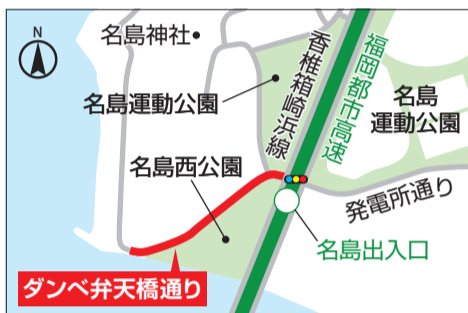 N
名島神社
名島運動公園
名島西公園
香椎箱崎浜線
福岡都市高速
名島
運動公園
発電所通り
名島出入口
ダンベ弁天橋通り